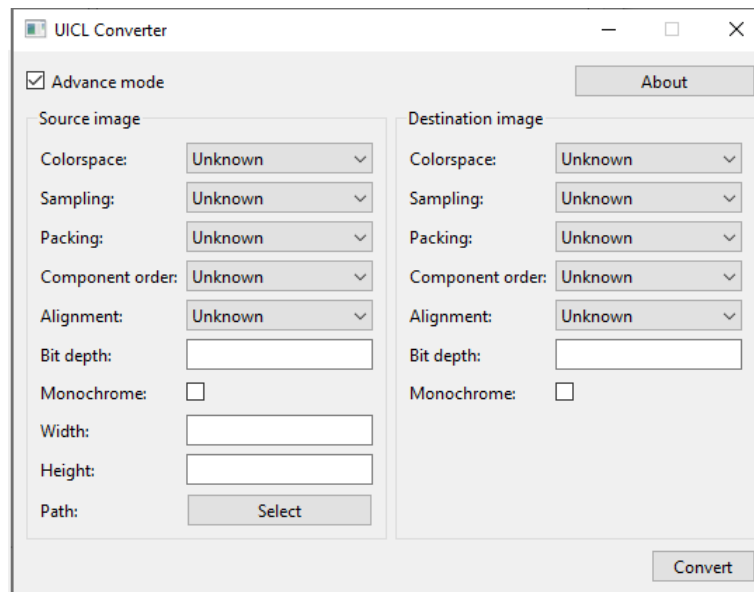 UICL Converter
Advance mode
About
Source image
Colorspace: Unknown
Sampling: Unknown
Packing: Unknown
Component order: Unknown
Alignment: Unknown
Bit depth:
Monochrome:
Width:
Height:
Path: Select
Destination image
Colorspace: Unknown
Sampling: Unknown
Packing: Unknown
Component order: Unknown
Alignment: Unknown
Bit depth:
Monochrome:
Convert